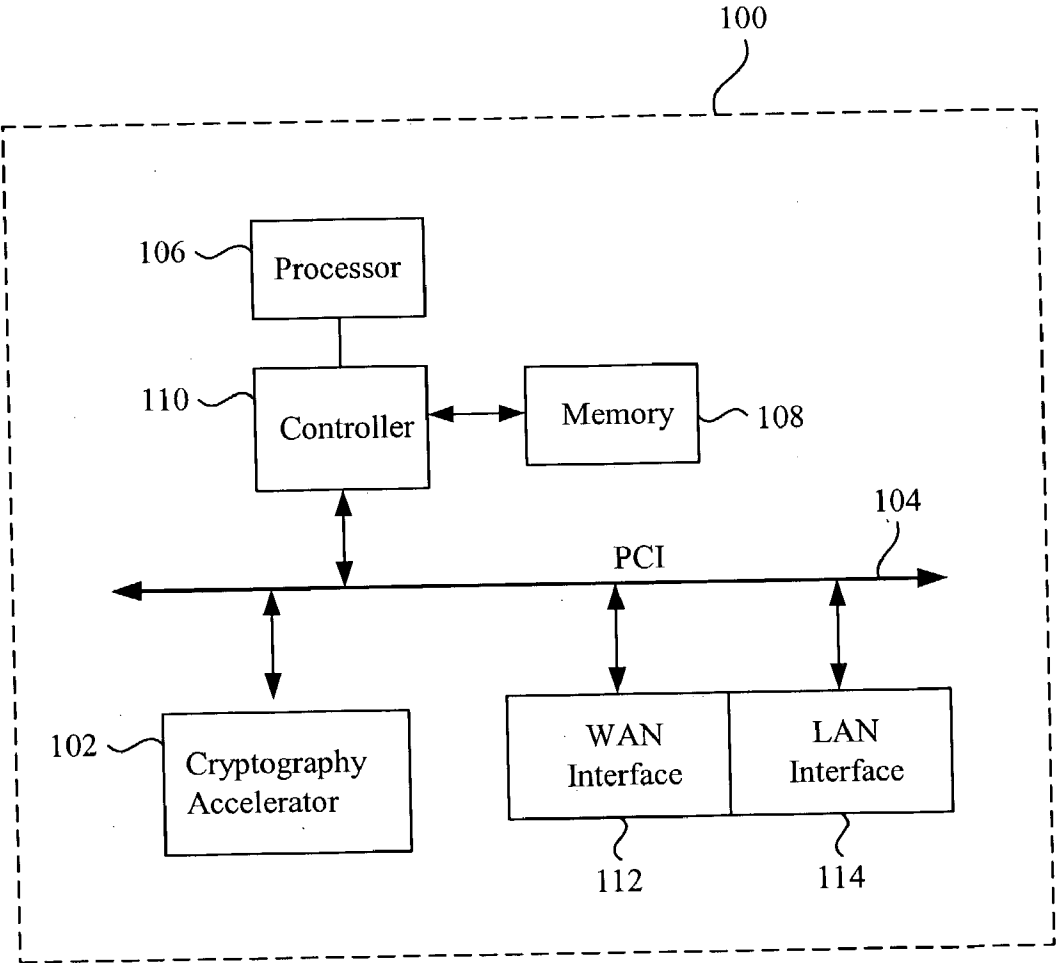 100
106
Processor
110
Controller
Memory
108
104
PCI
102
Cryptography
Accelerator
WAN
Interface
LAN
Interface
112
114